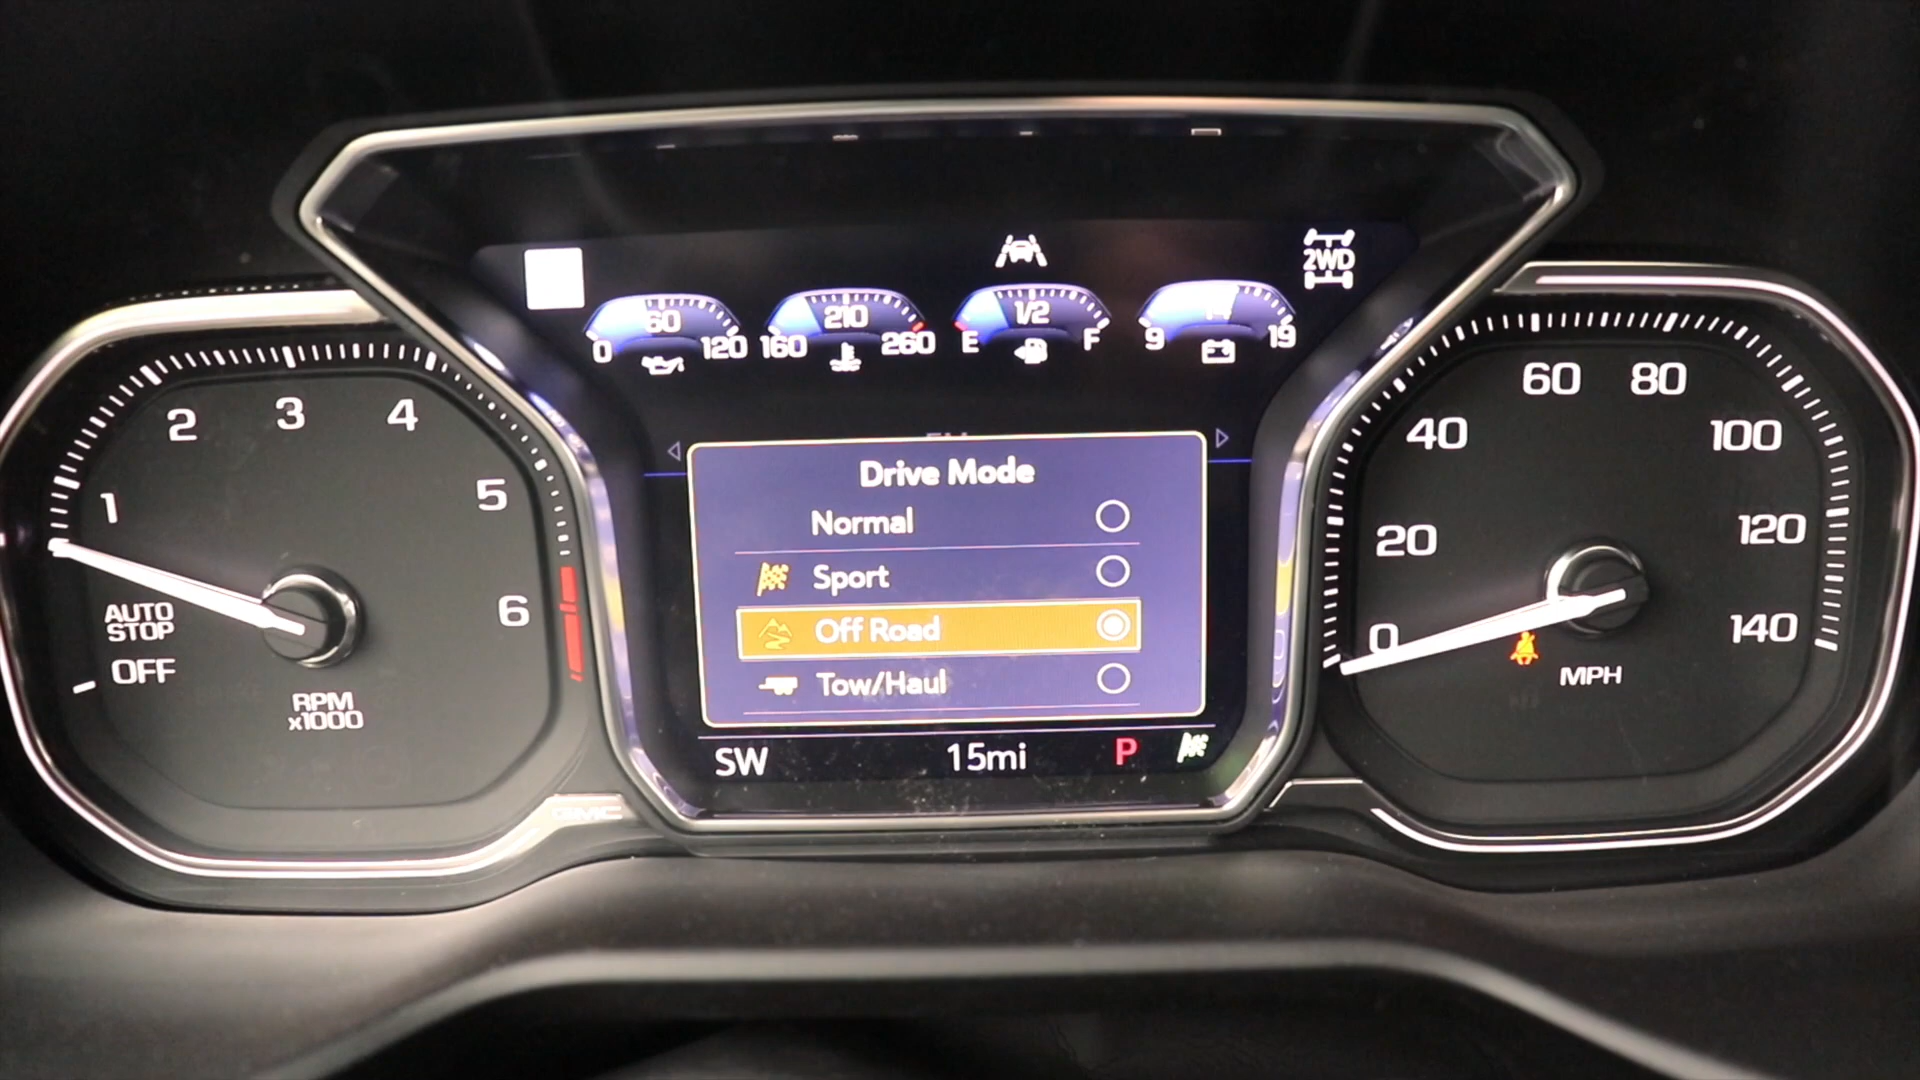 2WD
60
0 120
210
160 260
1/2
E F
14
9 19
Drive Mode
Normal
Sport
Off Road
Tow/Haul
SW 15mi P
1
2
3
4
5
6
AUTO
STOP
OFF
RPM
x1000
GMC
0
20
40
60
80
100
120
140
MPH